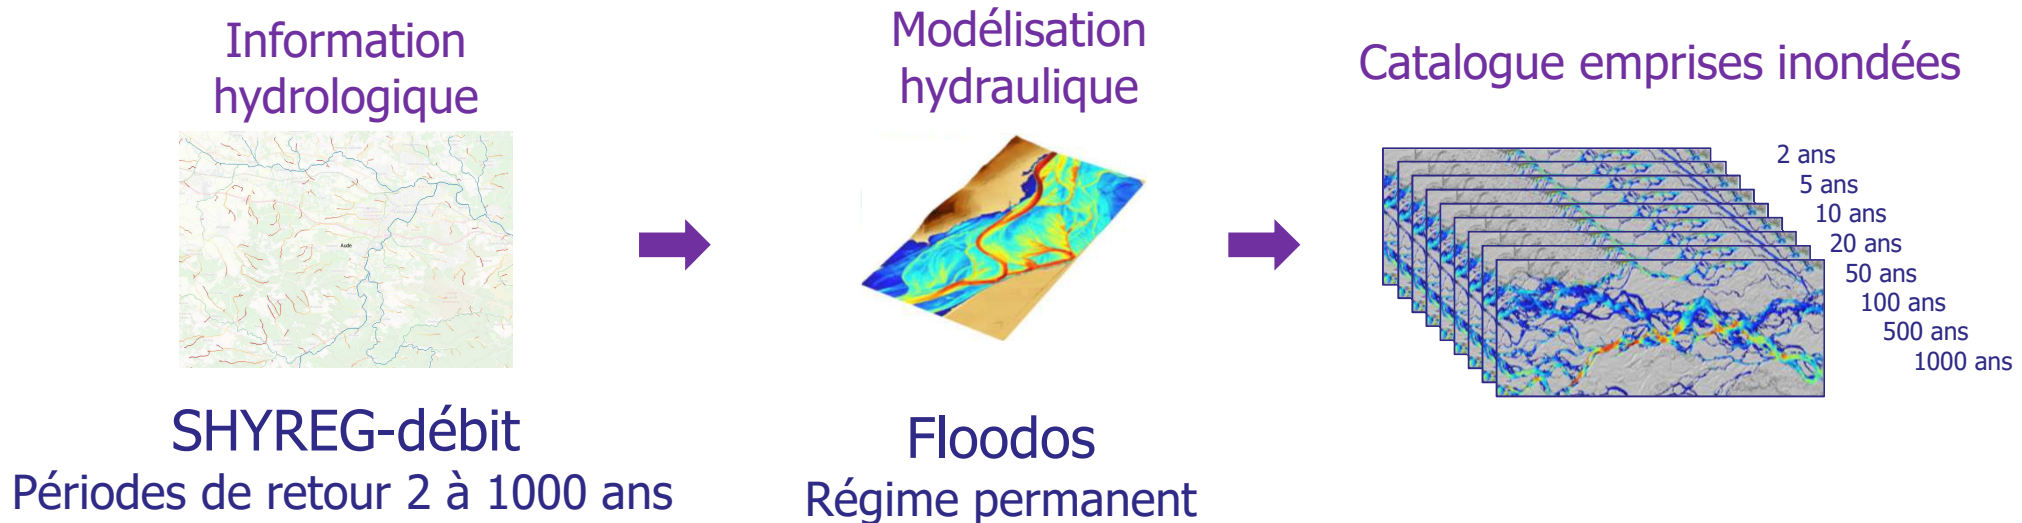 Information
hydrologique
Aude
SHYREG-débit
Périodes de retour 2 à 1000 ans
Modélisation
hydraulique
Floodos
Régime permanent
Catalogue emprises inondées
2 ans
5 ans
10 ans
20 ans
50 ans
100 ans
500 ans
1000 ans